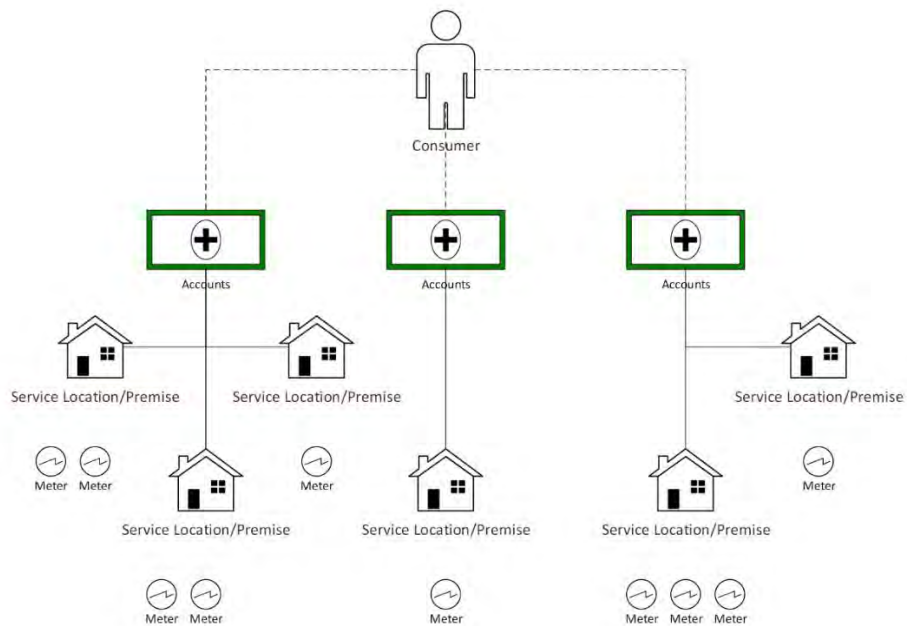 Consumer
Accounts
Accounts
Accounts
Service Location/Premise
Service Location/Premise
Service Location/Premise
Meter Meter
Meter
Meter
Service Location/Premise
Service Location/Premise
Service Location/Premise
Meter Meter
Meter
Meter Meter Meter